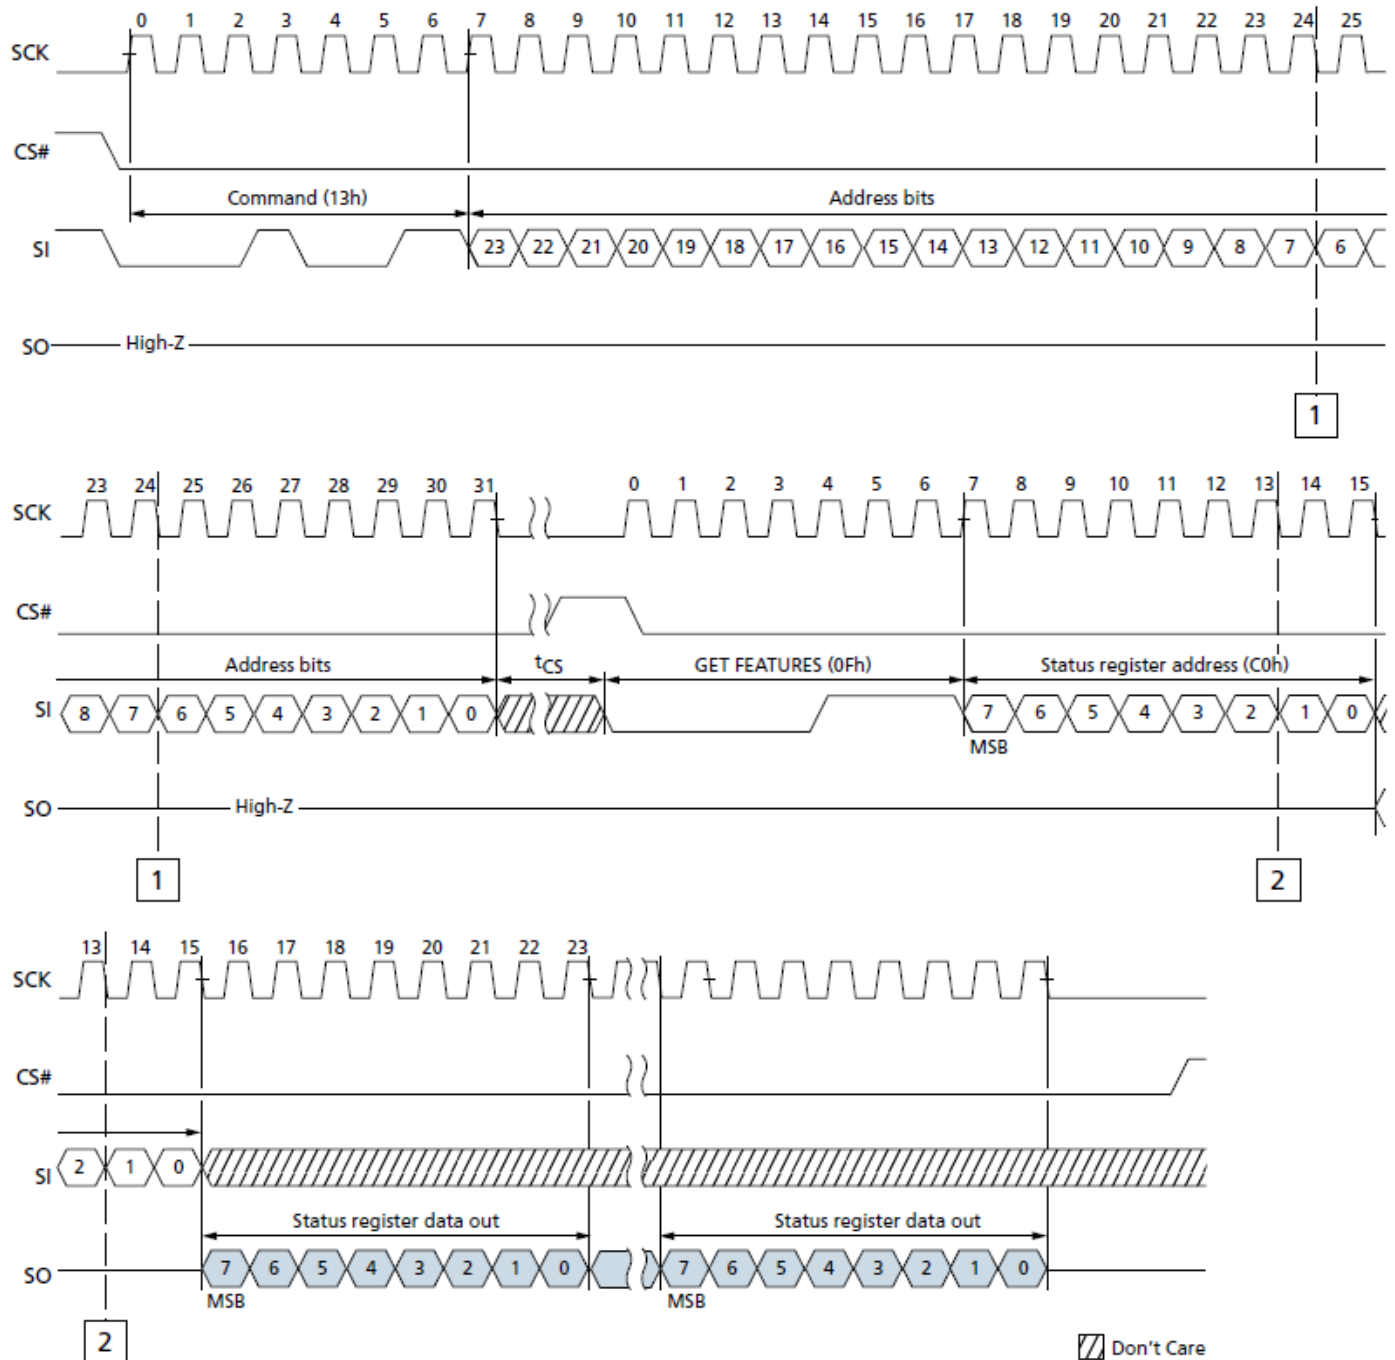 0 1 2 3 4 5 6 7 8 9 10 11 12 13 14 15 16 17 18 19 20 21 22 23 24 25
SCK
CS#
Command (13h) Address bits
SI 23 22 21 20 19 18 17 16 15 14 13 12 11 10 9 8 7 6
SO High-Z
1
23 24 25 26 27 28 29 30 31 0 1 2 3 4 5 6 7 8 9 10 11 12 13 14 15
SCK
CS#
Address bits tCS GET FEATURES (0Fh) Status register address (C0h)
SI 8 7 6 5 4 3 2 1 0 7 6 5 4 3 2 1 0
MSB
SO High-Z
1 2
13 14 15 16 17 18 19 20 21 22 23
SCK
CS#
SI 2 1 0
Status register data out Status register data out
SO 7 6 5 4 3 2 1 0 7 6 5 4 3 2 1 0
MSB MSB
2
Don't Care